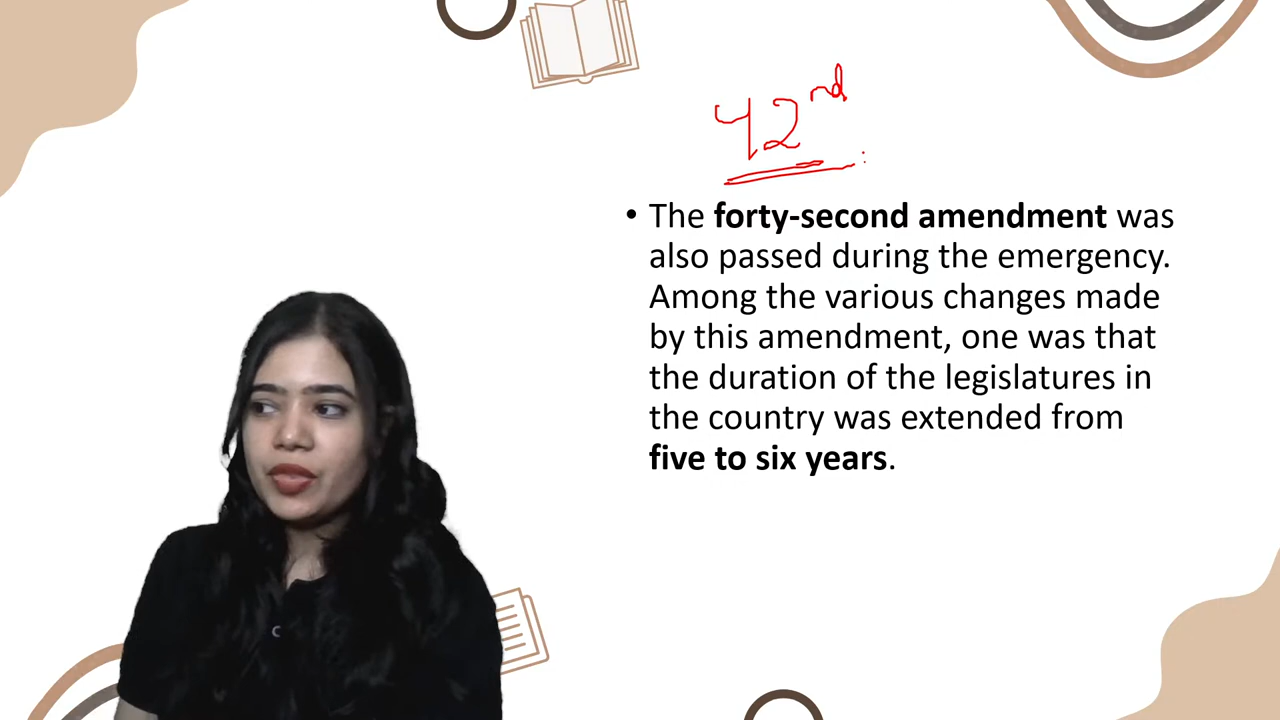 42nd
• The forty-second amendment was
also passed during the emergency.
Among the various changes made
by this amendment, one was that
the duration of the legislatures in
the country was extended from
five to six years.